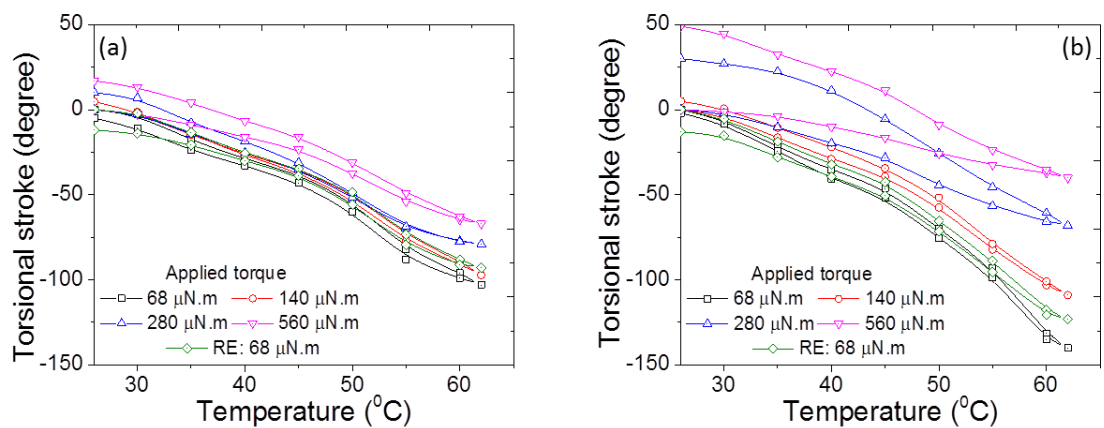 (a)
Torsional stroke (degree)
50
0
-50
-100
-150
Applied torque
68 μN.m
140 μN.m
280 μN.m
560 μN.m
RE: 68 μN.m
30
40
50
60
Temperature (⁰C)
(b)
Torsional stroke (degree)
50
0
-50
-100
-150
Applied torque
68 μN.m
140 μN.m
280 μN.m
560 μN.m
RE: 68 μN.m
30
40
50
60
Temperature (⁰C)